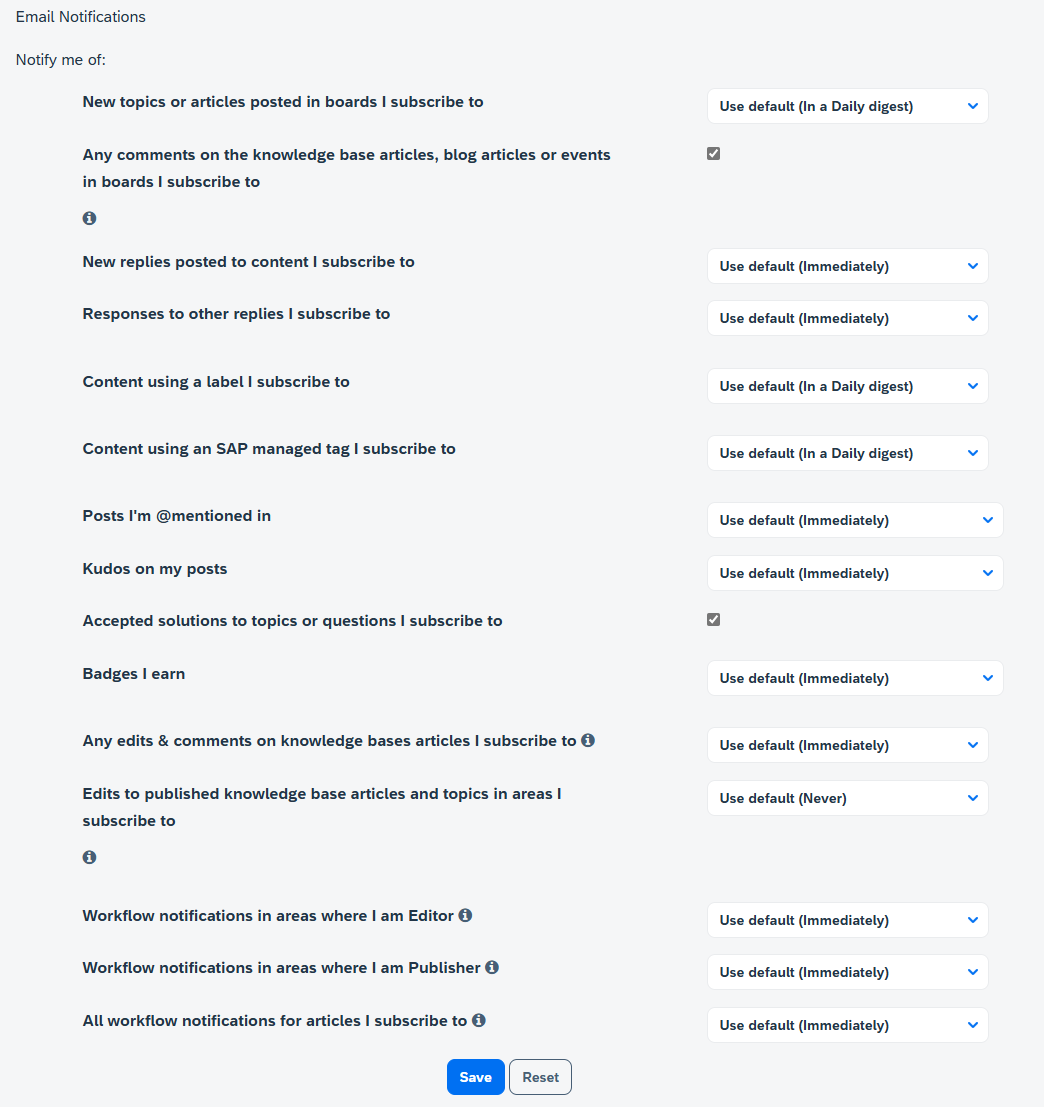 Email Notifications
Notify me of:
New topics or articles posted in boards I subscribe to
Use default (In a Daily digest)
Any comments on the knowledge base articles, blog articles or events
in boards I subscribe to
New replies posted to content I subscribe to
Use default (Immediately)
Responses to other replies I subscribe to
Use default (Immediately)
Content using a label I subscribe to
Use default (In a Daily digest)
Content using an SAP managed tag I subscribe to
Use default (In a Daily digest)
Posts I'm @mentioned in
Use default (Immediately)
Kudos on my posts
Use default (Immediately)
Accepted solutions to topics or questions I subscribe to
Badges I earn
Use default (Immediately)
Any edits & comments on knowledge bases articles I subscribe to
Use default (Immediately)
Edits to published knowledge base articles and topics in areas I
subscribe to
Use default (Never)
Workflow notifications in areas where I am Editor
Use default (Immediately)
Workflow notifications in areas where I am Publisher
Use default (Immediately)
All workflow notifications for articles I subscribe to
Use default (Immediately)
Save
Reset